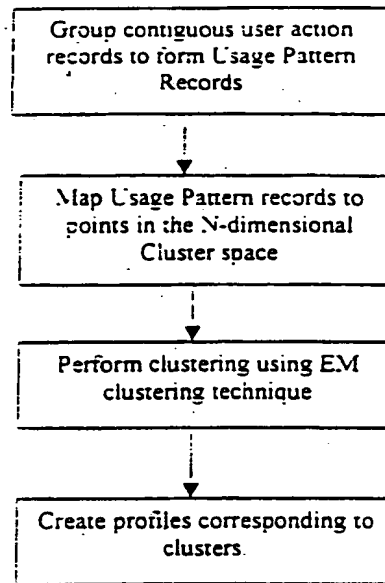 Group contiguous user action
records to form Usage Pattern
Records
Map Usage Pattern records to
points in the N-dimensional
Cluster space
Perform clustering using EM
clustering technique
Create profiles corresponding to
clusters.